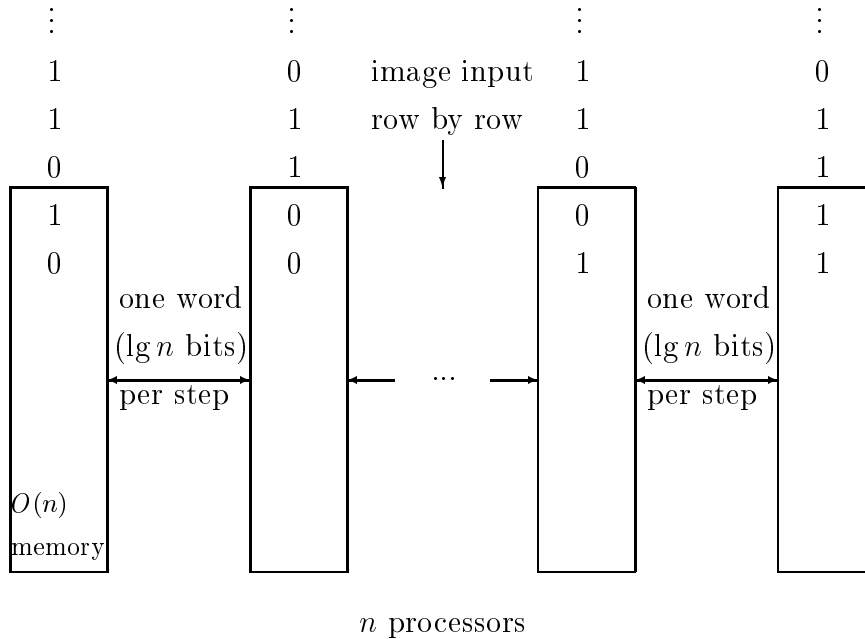 ⋮ ⋮ ⋮ ⋮
1 0 image input 1 0
1 1 row by row 1 1
0 1 0 1
1 0 0 1
0 0 1 1
one word one word
(lg n bits) (lg n bits)
...
per step per step
O(n)
memory
n processors